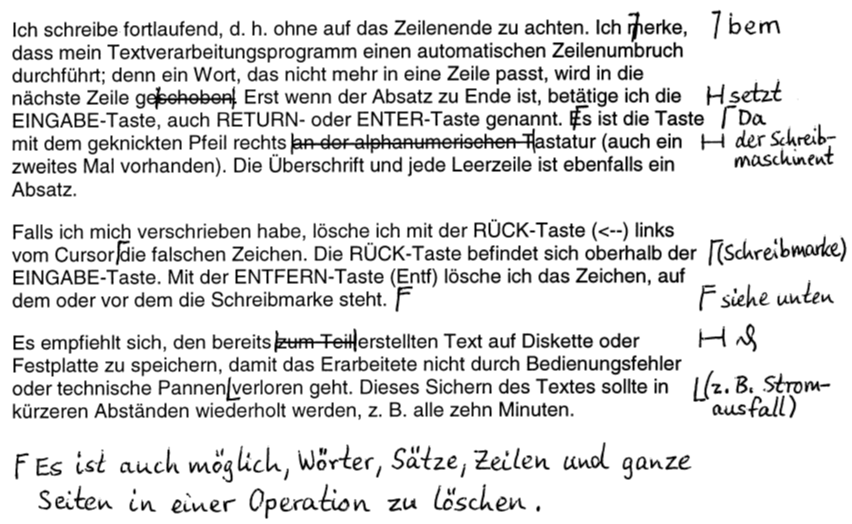 Ich schreibe fortlaufend, d. h. ohne auf das Zeilenende zu achten. Ich merke, bem
dass mein Textverarbeitungsprogramm einen automatischen Zeilenumbruch
durchführt; denn ein Wort, das nicht mehr in eine Zeile passt, wird in die
nächste Zeile geschoben. Erst wenn der Absatz zu Ende ist, betätige ich die setzt
EINGABE-Taste, auch RETURN- oder ENTER-Taste genannt. Es ist die Taste Da
mit dem geknickten Pfeil rechts an der alphanumerischen Tastatur (auch ein der Schreib-
zweites Mal vorhanden). Die Überschrift und jede Leerzeile ist ebenfalls ein maschinent
Absatz.
Falls ich mich verschrieben habe, lösche ich mit der RÜCK-Taste (<--) links
vom Cursor die falschen Zeichen. Die RÜCK-Taste befindet sich oberhalb der (Schreibmarke)
EINGABE-Taste. Mit der ENTFERN-Taste (Entf) lösche ich das Zeichen, auf
dem oder vor dem die Schreibmarke steht. F F siehe unten
Es empfiehlt sich, den bereits zum Teil erstellten Text auf Diskette oder
Festplatte zu speichern, damit das Erarbeitete nicht durch Bedienungsfehler
oder technische Pannen verloren geht. Dieses Sichern des Textes sollte in (z. B. Strom-
kürzeren Abständen wiederholt werden, z. B. alle zehn Minuten. ausfall)
F Es ist auch möglich, Wörter, Sätze, Zeilen und ganze
Seiten in einer Operation zu löschen.